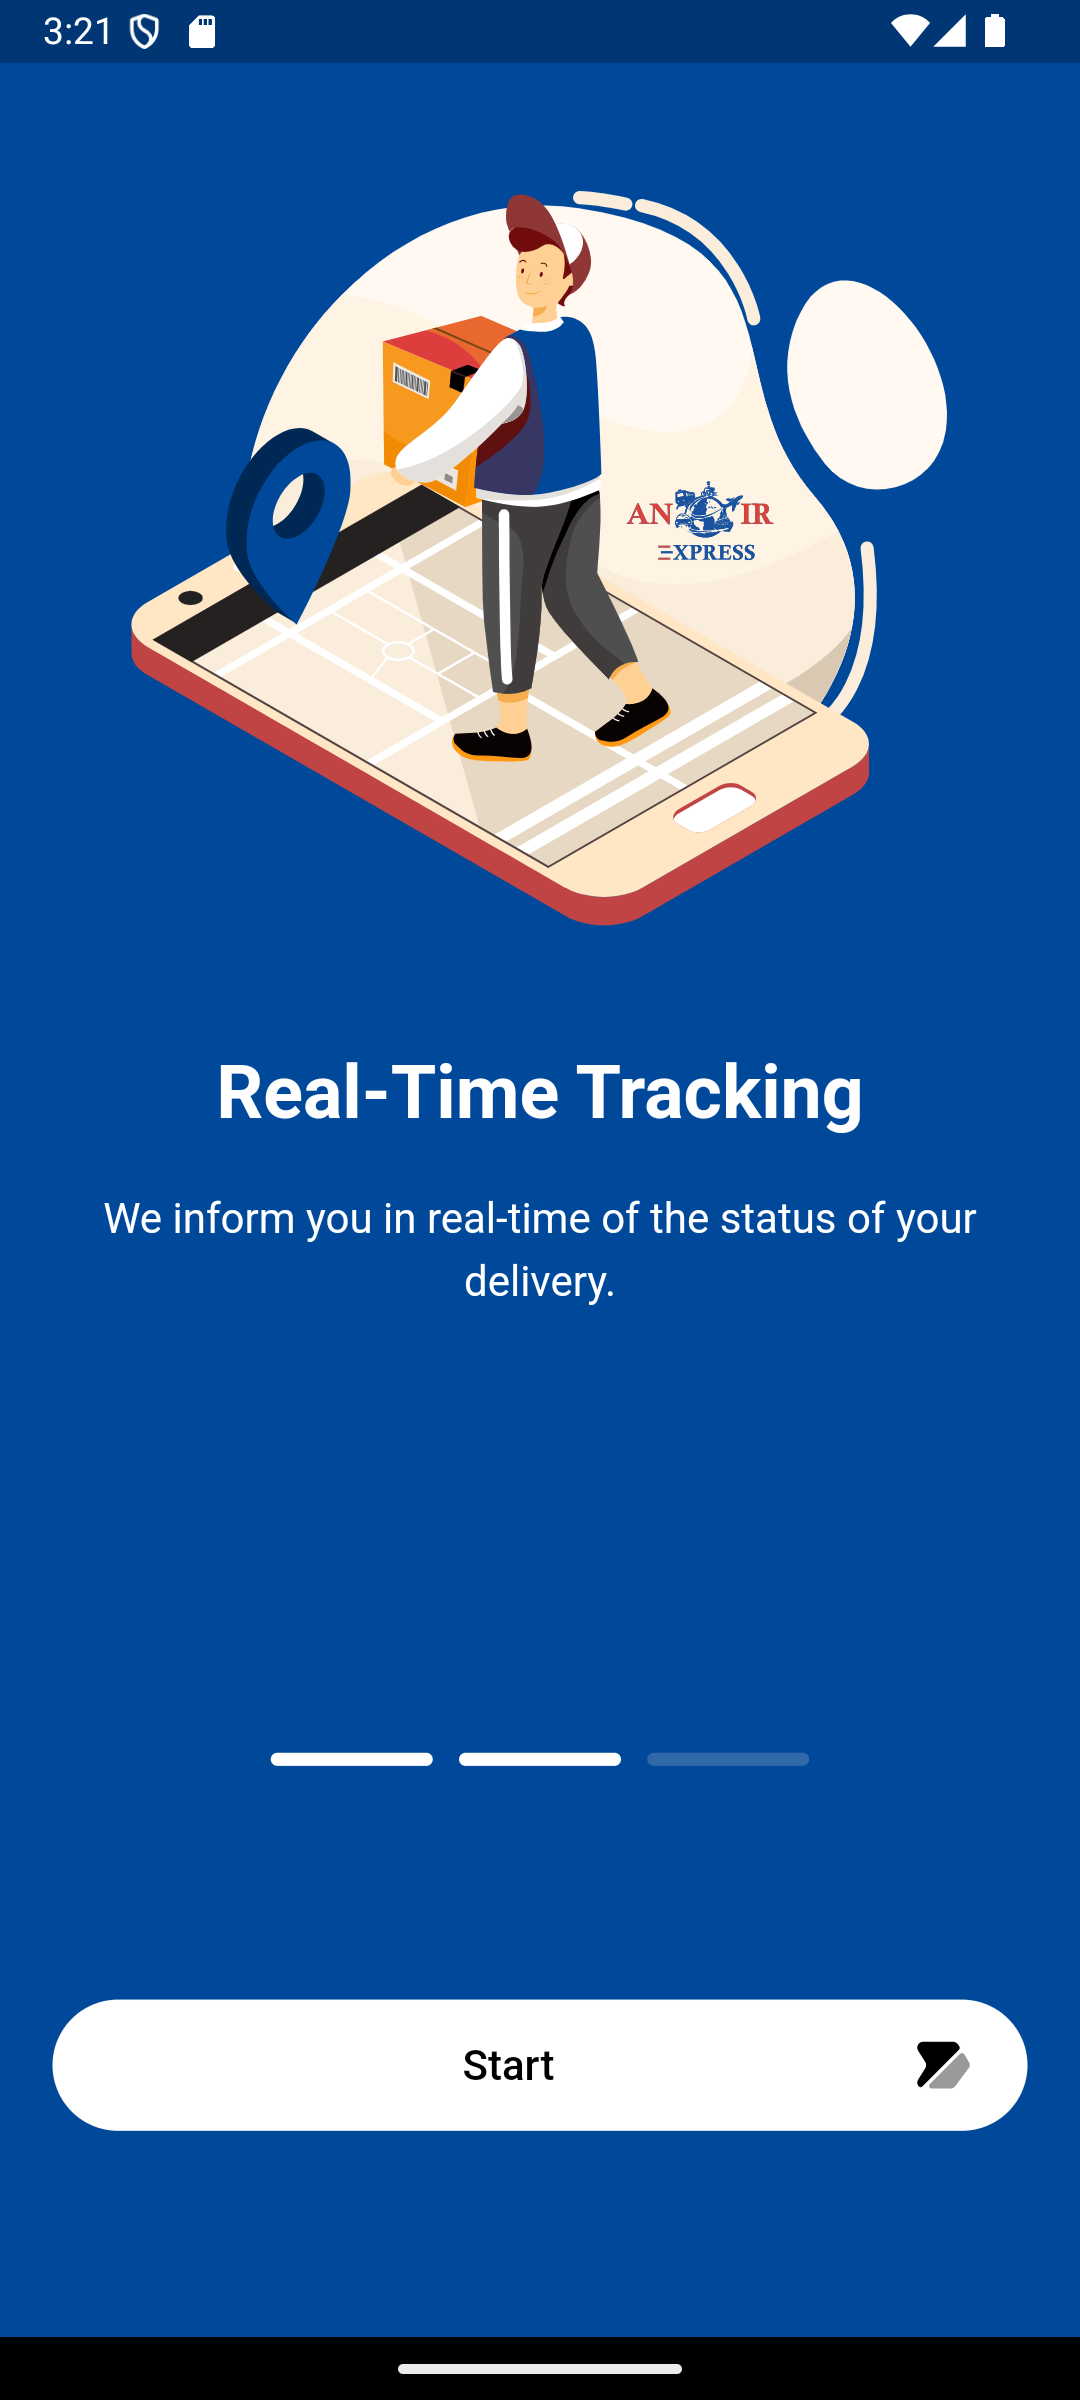 3:21
AN IR
EXPRESS
Real-Time Tracking
We inform you in real-time of the status of your
delivery.
Start